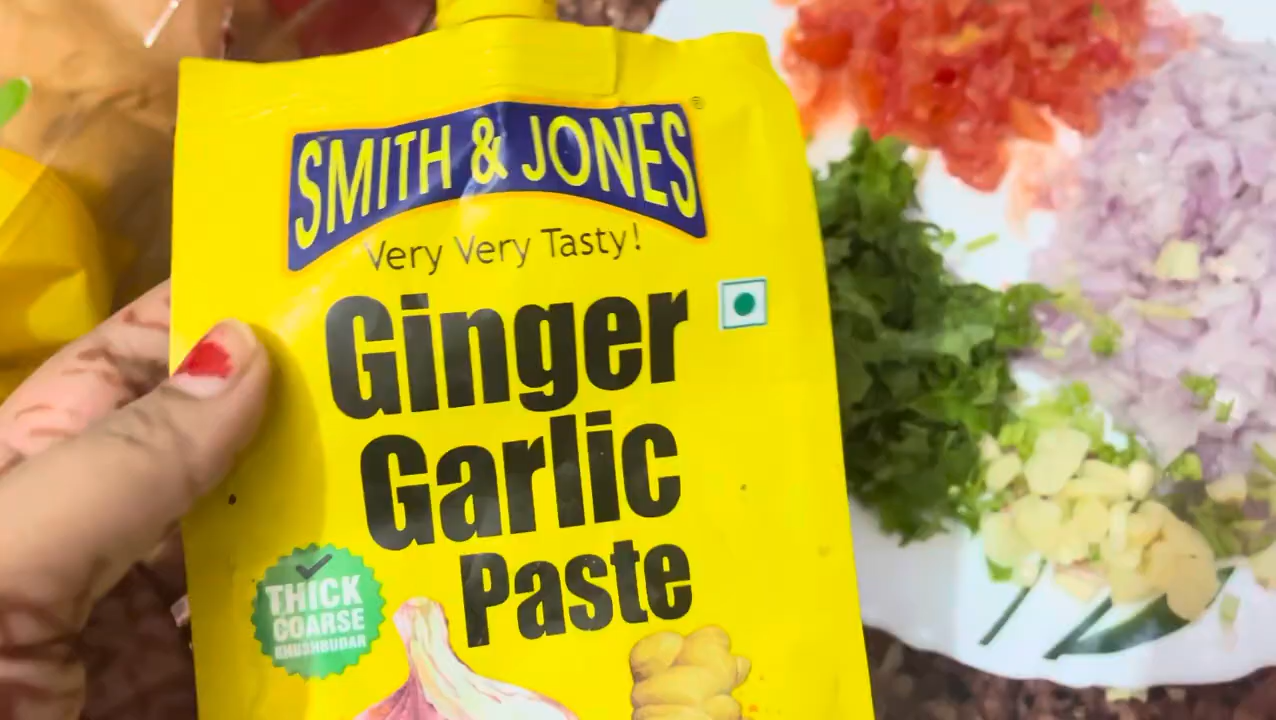 SMITH & JONES
®
Very Very Tasty!
Ginger
Garlic
Paste
THICK
COARSE
KHUSHBUDAR